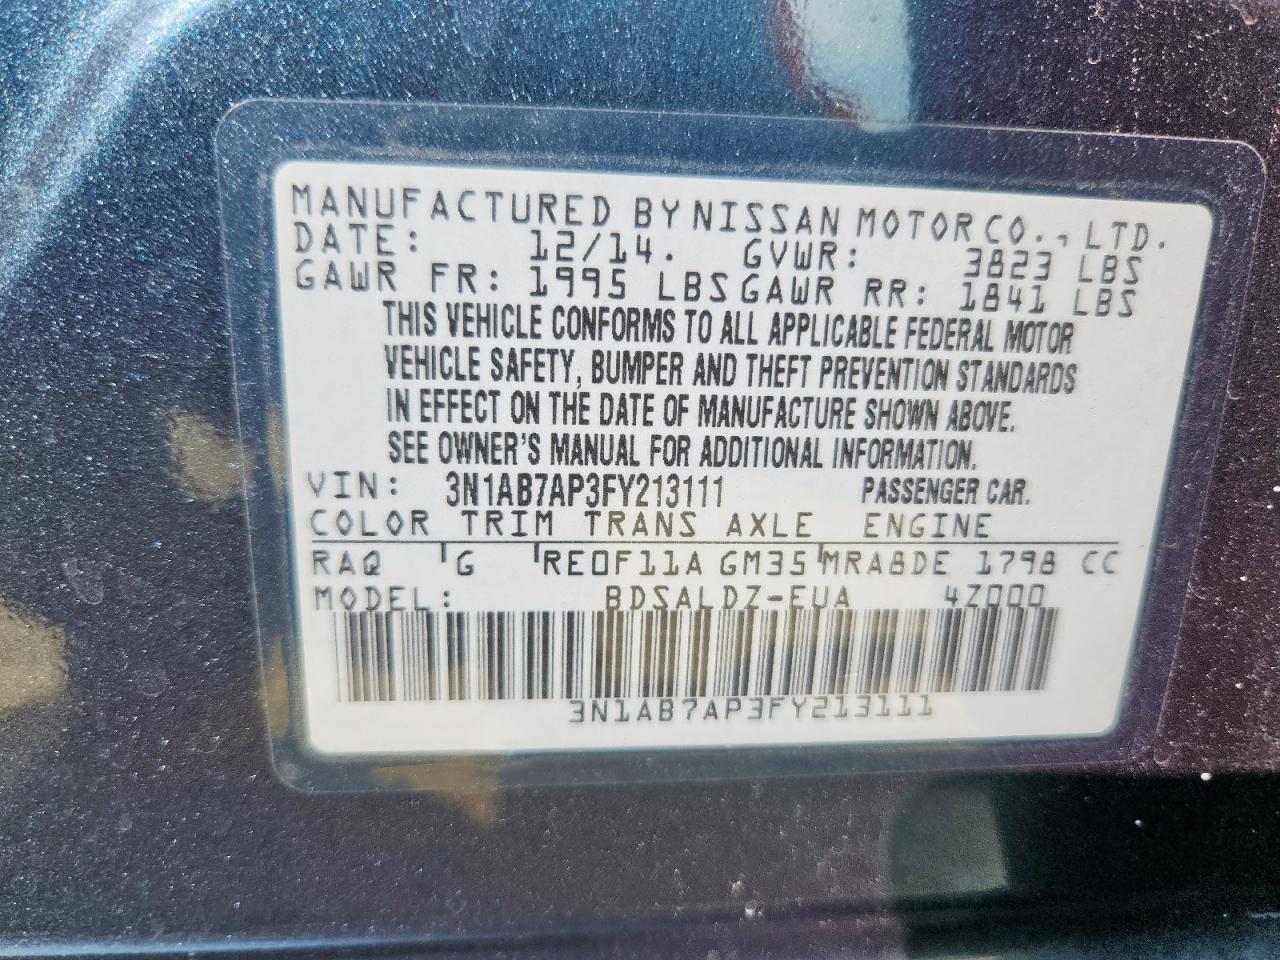 MANUFACTURED BY NISSAN MOTOR CO., LTD.
DATE: 12/14. GVWR: 3823 LBS
GAWR FR: 1995 LBS GAWR RR: 1841 LBS
THIS VEHICLE CONFORMS TO ALL APPLICABLE FEDERAL MOTOR
VEHICLE SAFETY, BUMPER AND THEFT PREVENTION STANDARDS
IN EFFECT ON THE DATE OF MANUFACTURE SHOWN ABOVE.
SEE OWNER'S MANUAL FOR ADDITIONAL INFORMATION.
VIN: 3N1AB7AP3FY213111 PASSENGER CAR.
COLOR TRIM TRANS AXLE ENGINE
RAQ G RE0F11A GM35 MRA8DE 1798 CC
MODEL: BDSALDZ-EUA 4Z000
3N1AB7AP3FY213111